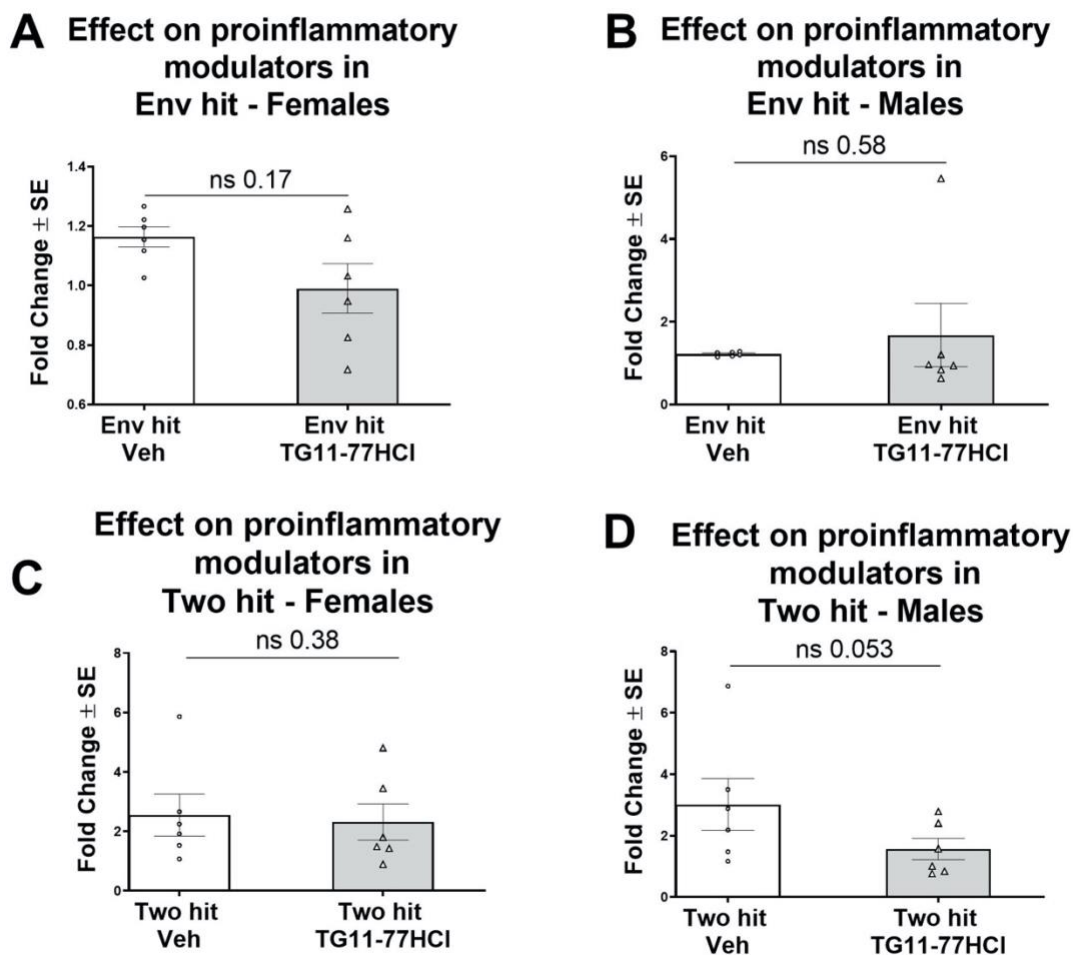 A
Effect on proinflammatory
modulators in
Env hit - Females
Fold Change ± SE
1.4
1.2
1.0
0.8
0.6
ns 0.17
Env hit
Veh
Env hit
TG11-77HCl
B
Effect on proinflammatory
modulators in
Env hit - Males
Fold Change ± SE
6
4
2
0
ns 0.58
Env hit
Veh
Env hit
TG11-77HCl
C
Effect on proinflammatory
modulators in
Two hit - Females
Fold Change ± SE
8
6
4
2
0
ns 0.38
Two hit
Veh
Two hit
TG11-77HCl
D
Effect on proinflammatory
modulators in
Two hit - Males
Fold Change ± SE
8
6
4
2
0
ns 0.053
Two hit
Veh
Two hit
TG11-77HCl